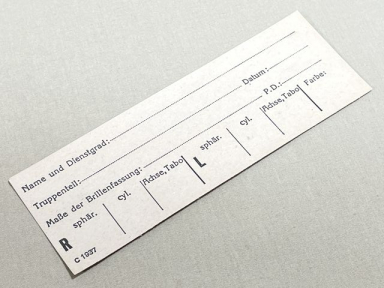 Name und Dienstgrad:
Truppenteil: Datum:
Maße der Brillenfassung: P.D.: Farbe:
R sphär. cyl. Achse,Tabo L sphär. cyl. Achse,Tabo
C 1937